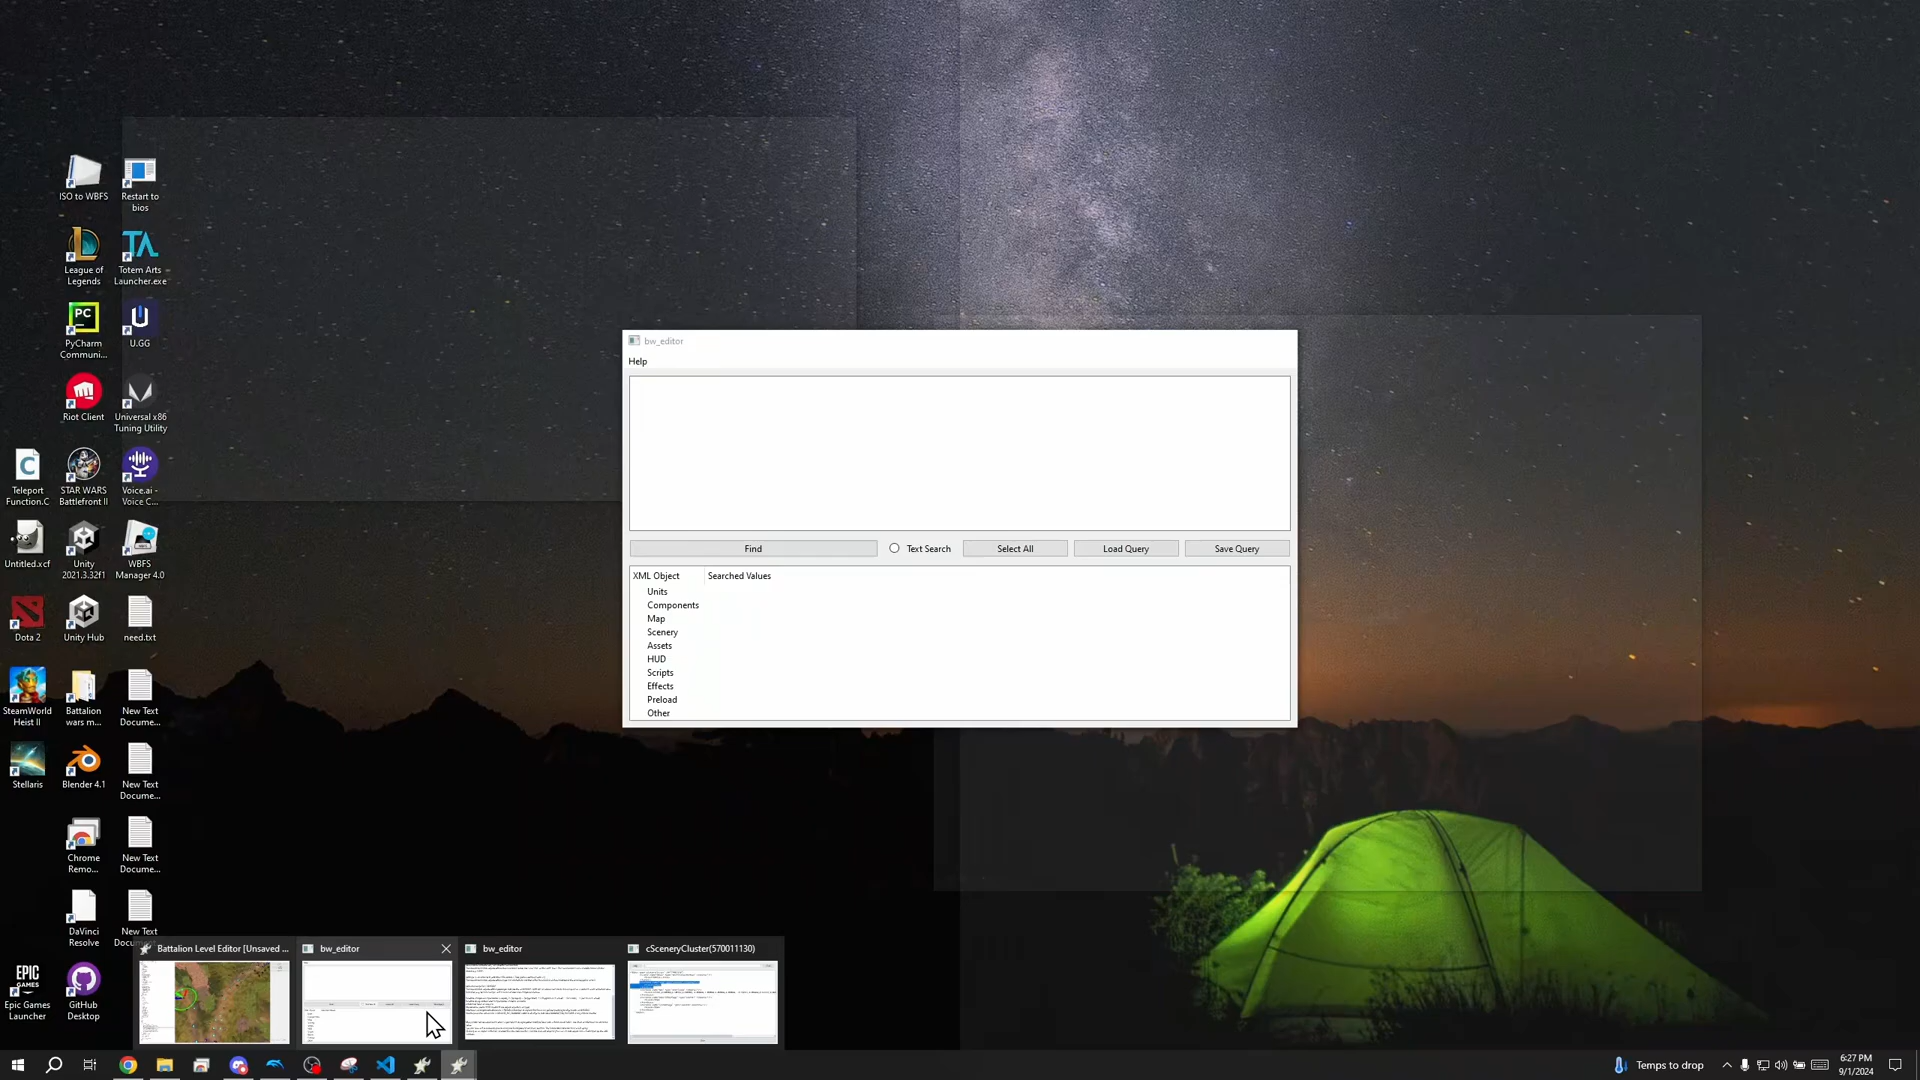 ISO to WBFS
Restart to
bios
League of
Legends
TA
Totem Arts
Launcher.exe
PC
PyCharm
Communi...
U
U.GG
Riot Client
Universal x86
Tuning Utility
C
Teleport
Function.C
STAR WARS
Battlefront II
Voice.ai -
Voice C...
Untitled.xcf
Unity
2021.3.32f1
WBFS
Manager 4.0
Dota 2
Unity Hub
need.txt
SteamWorld
Heist II
Battalion
wars m...
New Text
Docume...
Stellaris
Blender 4.1
New Text
Docume...
Chrome
Remo...
New Text
Docume...
DaVinci
Resolve
New Text
Docum
EPIC
GAMES
Epic Games
Launcher
GitHub
Desktop
bw_editor
Help
Find
Text Search
Select All
Load Query
Save Query
XML Object
Searched Values
Units
Components
Map
Scenery
Assets
HUD
Scripts
Effects
Preload
Other
Battalion Level Editor [Unsaved ...
bw_editor
bw_editor
cSceneryCluster(570011130)
Temps to drop
6:27 PM
9/1/2024